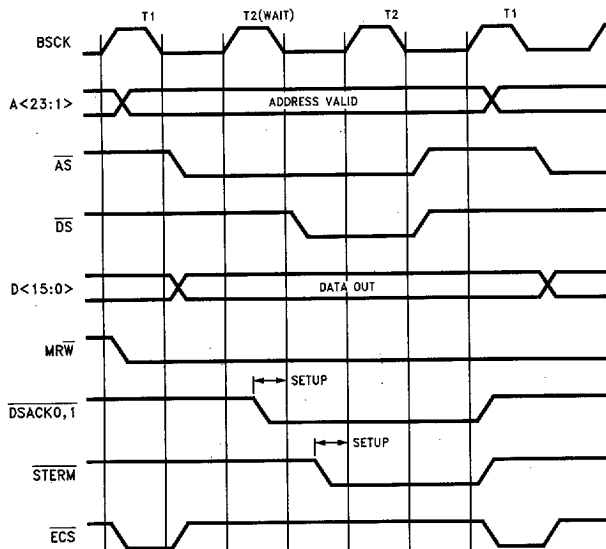 T1 T2(WAIT) T2 T1
BSCK
A<23:1> ADDRESS VALID
AS
DS
D<15:0> DATA OUT
MRW
SETUP
DSACK0,1
SETUP
STERM
ECS